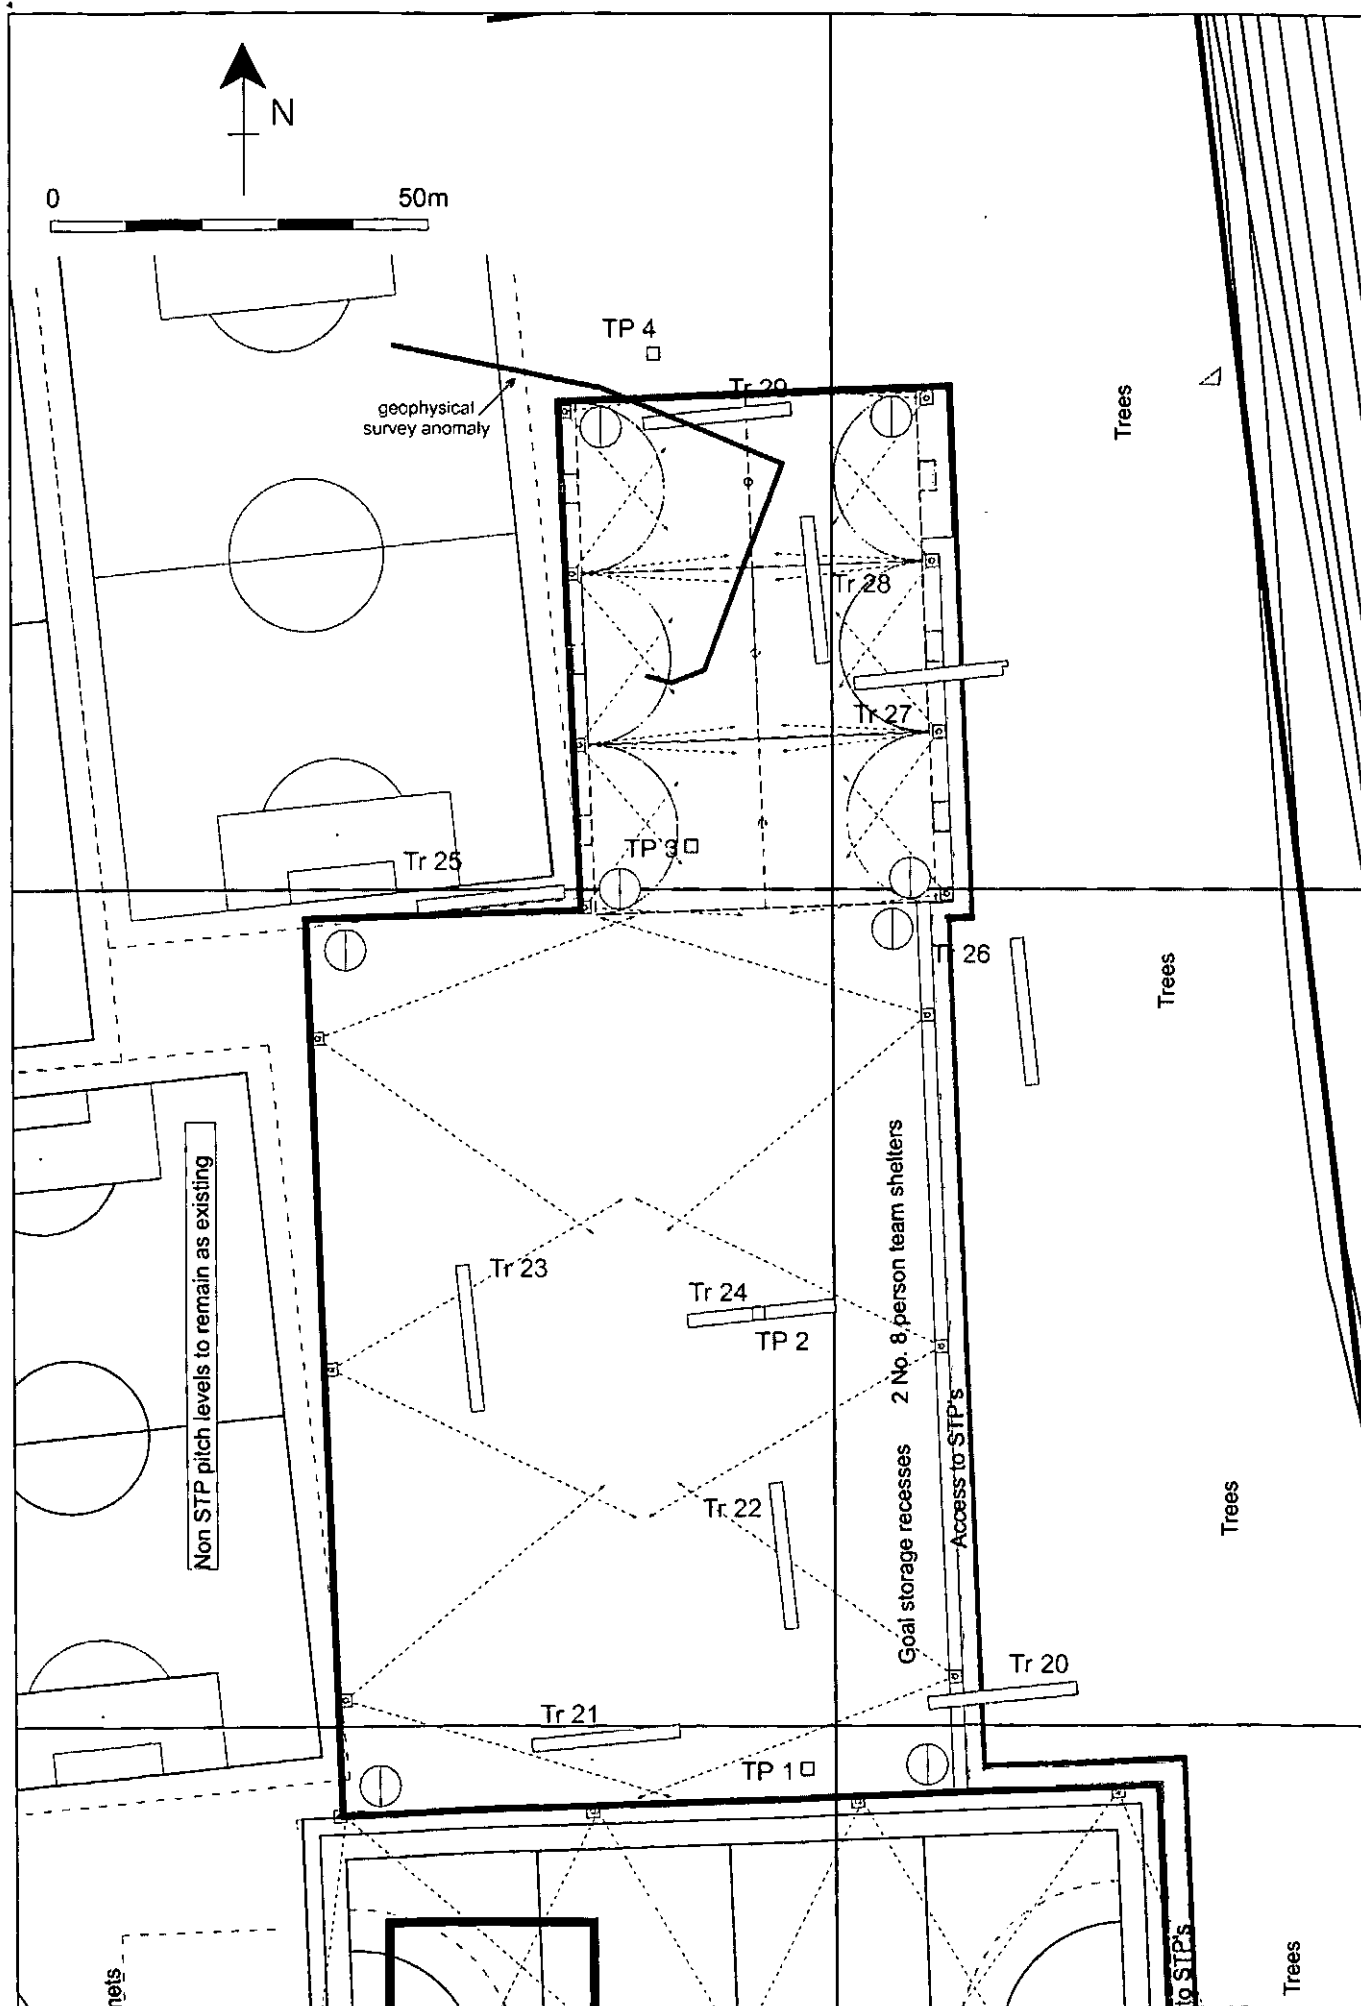 N
0 50m
TP 4
Tr 29
geophysical
survey anomaly
Trees
Tr 28
Tr 27
TP 3
Tr 25
Tr 26
Trees
2 No. 8 person team shelters
Non STP pitch levels to remain as existing
Tr 23
Tr 24
TP 2
Access to STP's
Goal storage recesses
Tr 22
Trees
Tr 20
Tr 21
TP 1
to STP's
Trees
nets